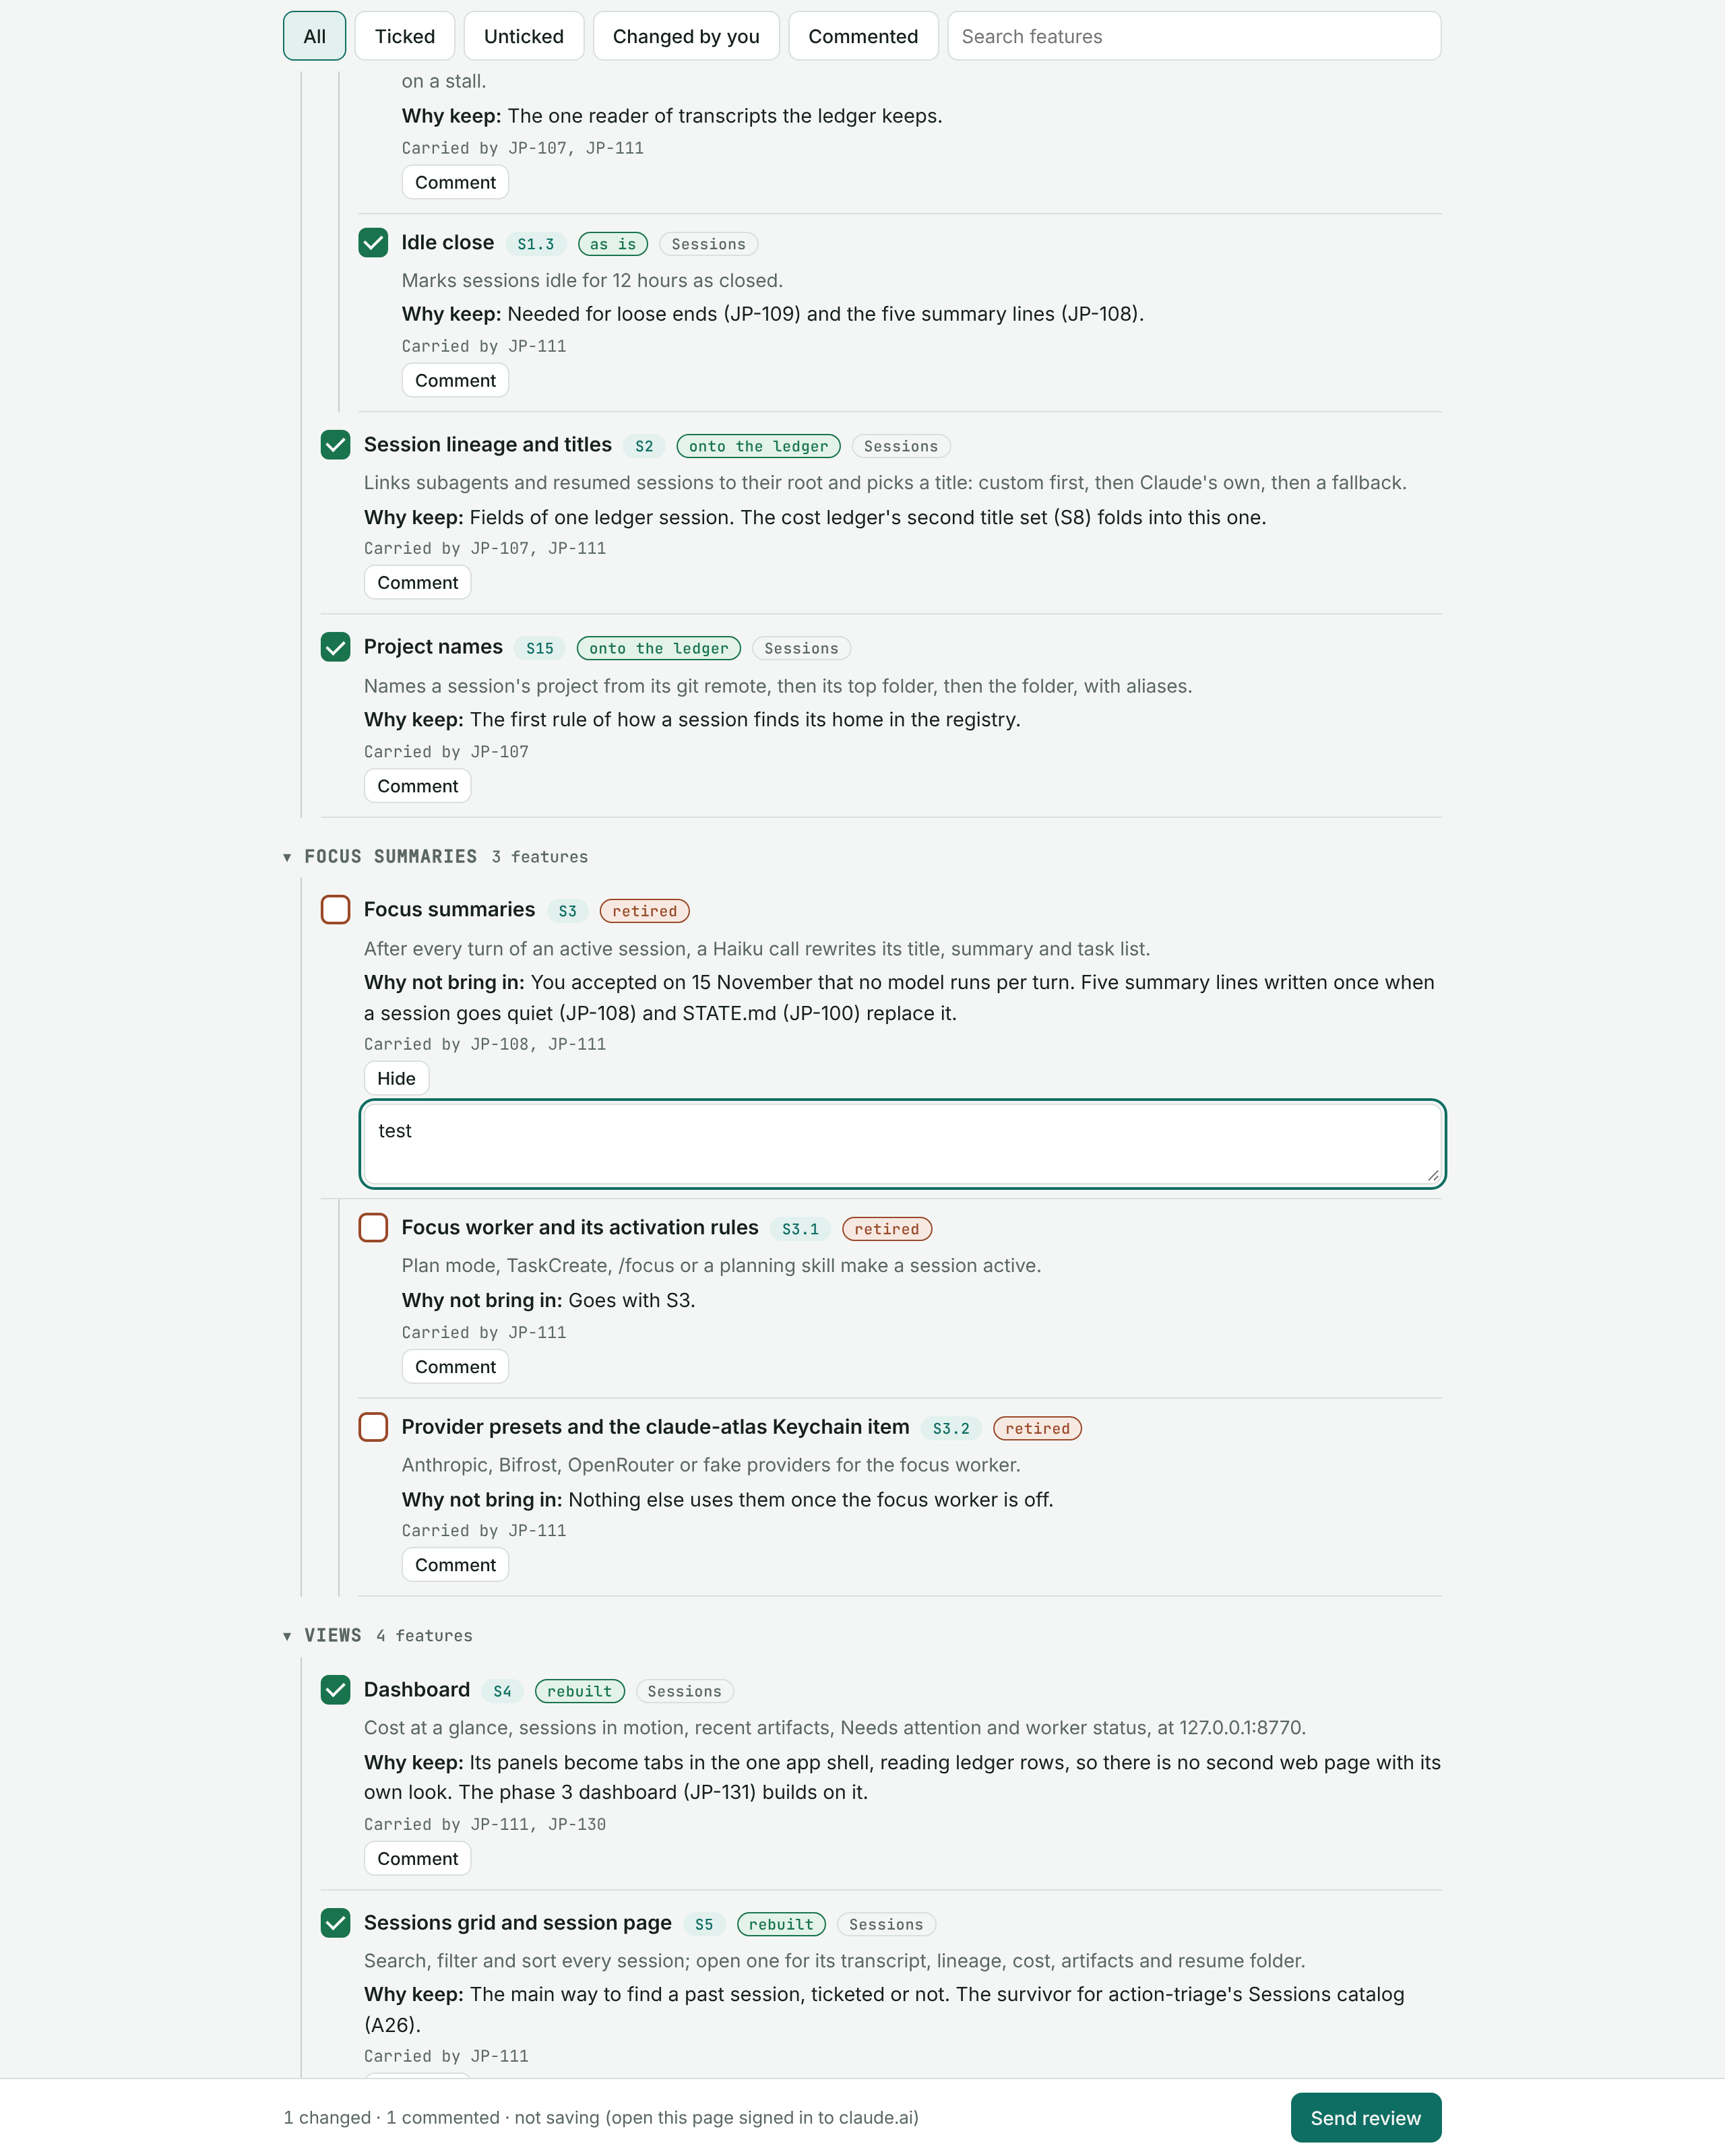 All Ticked Unticked Changed by you Commented Search features
on a stall.
Why keep: The one reader of transcripts the ledger keeps.
Carried by JP-107, JP-111
Comment
Idle close S1.3 as is Sessions
Marks sessions idle for 12 hours as closed.
Why keep: Needed for loose ends (JP-109) and the five summary lines (JP-108).
Carried by JP-111
Comment
Session lineage and titles S2 onto the ledger Sessions
Links subagents and resumed sessions to their root and picks a title: custom first, then Claude's own, then a fallback.
Why keep: Fields of one ledger session. The cost ledger's second title set (S8) folds into this one.
Carried by JP-107, JP-111
Comment
Project names S15 onto the ledger Sessions
Names a session's project from its git remote, then its top folder, then the folder, with aliases.
Why keep: The first rule of how a session finds its home in the registry.
Carried by JP-107
Comment
▼ FOCUS SUMMARIES 3 features
Focus summaries S3 retired
After every turn of an active session, a Haiku call rewrites its title, summary and task list.
Why not bring in: You accepted on 15 November that no model runs per turn. Five summary lines written once when
a session goes quiet (JP-108) and STATE.md (JP-100) replace it.
Carried by JP-108, JP-111
Hide
test
Focus worker and its activation rules S3.1 retired
Plan mode, TaskCreate, /focus or a planning skill make a session active.
Why not bring in: Goes with S3.
Carried by JP-111
Comment
Provider presets and the claude-atlas Keychain item S3.2 retired
Anthropic, Bifrost, OpenRouter or fake providers for the focus worker.
Why not bring in: Nothing else uses them once the focus worker is off.
Carried by JP-111
Comment
▼ VIEWS 4 features
Dashboard S4 rebuilt Sessions
Cost at a glance, sessions in motion, recent artifacts, Needs attention and worker status, at 127.0.0.1:8770.
Why keep: Its panels become tabs in the one app shell, reading ledger rows, so there is no second web page with its
own look. The phase 3 dashboard (JP-131) builds on it.
Carried by JP-111, JP-130
Comment
Sessions grid and session page S5 rebuilt Sessions
Search, filter and sort every session; open one for its transcript, lineage, cost, artifacts and resume folder.
Why keep: The main way to find a past session, ticketed or not. The survivor for action-triage's Sessions catalog
(A26).
Carried by JP-111
1 changed · 1 commented · not saving (open this page signed in to claude.ai) Send review